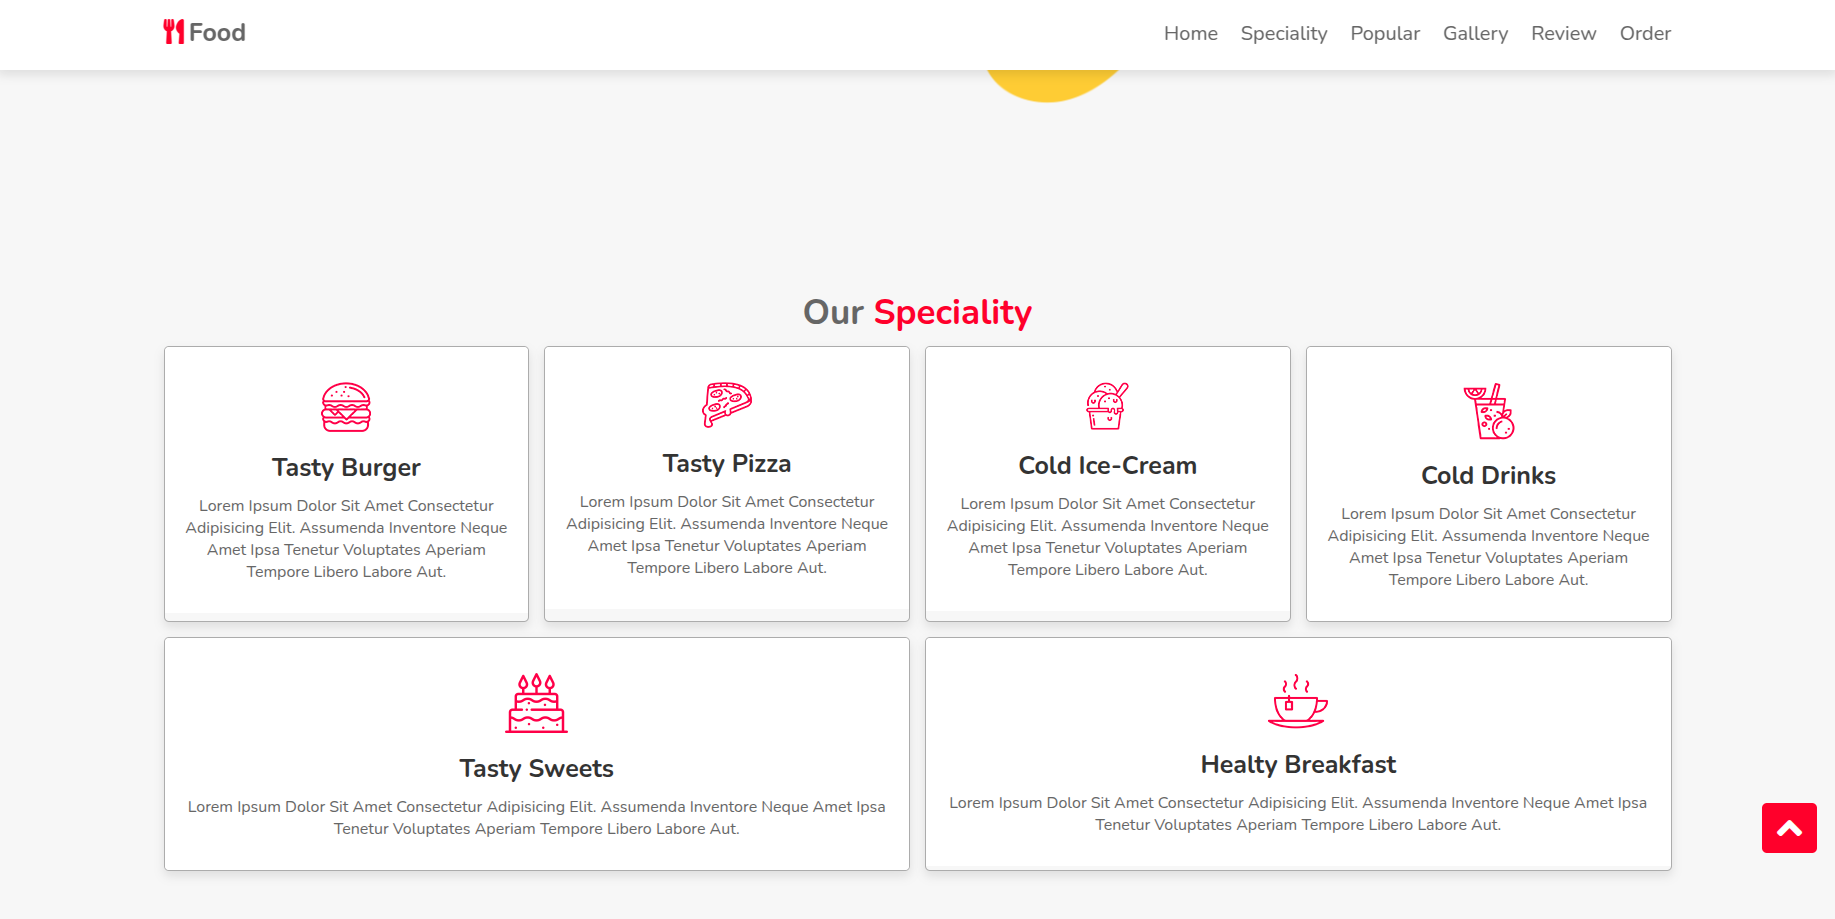 Food
Home Speciality Popular Gallery Review Order
Our Speciality
Tasty Burger
Lorem Ipsum Dolor Sit Amet Consectetur
Adipisicing Elit. Assumenda Inventore Neque
Amet Ipsa Tenetur Voluptates Aperiam
Tempore Libero Labore Aut.
Tasty Pizza
Lorem Ipsum Dolor Sit Amet Consectetur
Adipisicing Elit. Assumenda Inventore Neque
Amet Ipsa Tenetur Voluptates Aperiam
Tempore Libero Labore Aut.
Cold Ice-Cream
Lorem Ipsum Dolor Sit Amet Consectetur
Adipisicing Elit. Assumenda Inventore Neque
Amet Ipsa Tenetur Voluptates Aperiam
Tempore Libero Labore Aut.
Cold Drinks
Lorem Ipsum Dolor Sit Amet Consectetur
Adipisicing Elit. Assumenda Inventore Neque
Amet Ipsa Tenetur Voluptates Aperiam
Tempore Libero Labore Aut.
Tasty Sweets
Lorem Ipsum Dolor Sit Amet Consectetur Adipisicing Elit. Assumenda Inventore Neque Amet Ipsa
Tenetur Voluptates Aperiam Tempore Libero Labore Aut.
Healty Breakfast
Lorem Ipsum Dolor Sit Amet Consectetur Adipisicing Elit. Assumenda Inventore Neque Amet Ipsa
Tenetur Voluptates Aperiam Tempore Libero Labore Aut.